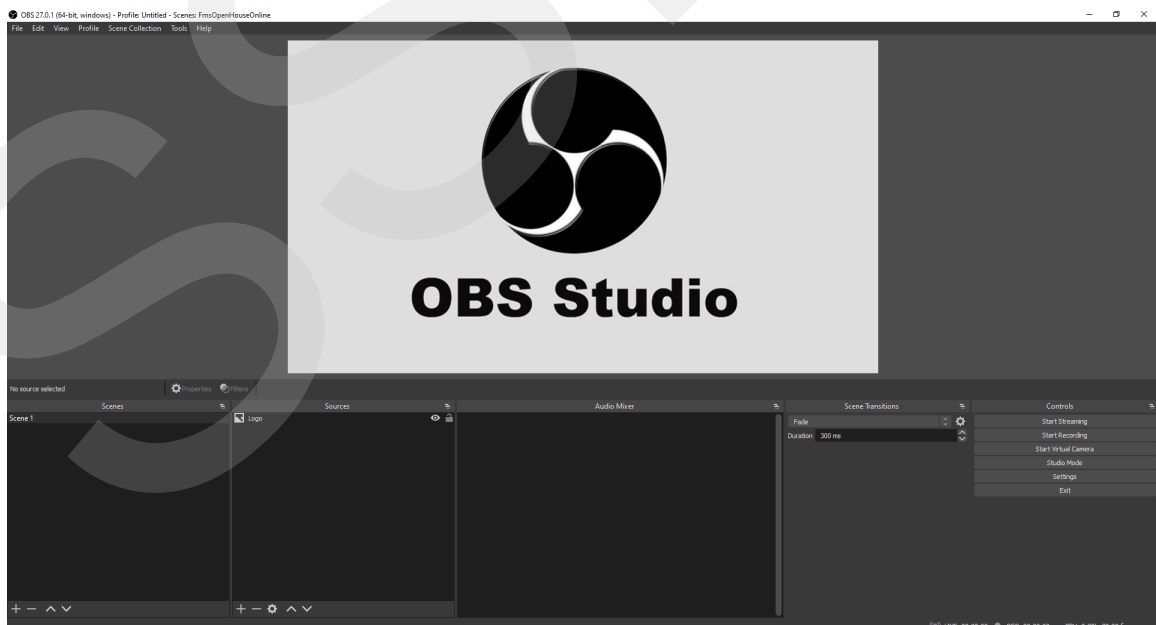 OBS 27.0.1 (64-bit, windows) - Profile: Untitled - Scenes: FmsOpenHouseOnline
File Edit View Profile Scene Collection Tools Help
OBS Studio
No source selected
Properties Filters
Scenes Sources Audio Mixer Scene Transitions Controls
Scene 1
Logo
Fade
Duration 300 ms
Start Streaming
Start Recording
Start Virtual Camera
Studio Mode
Settings
Exit